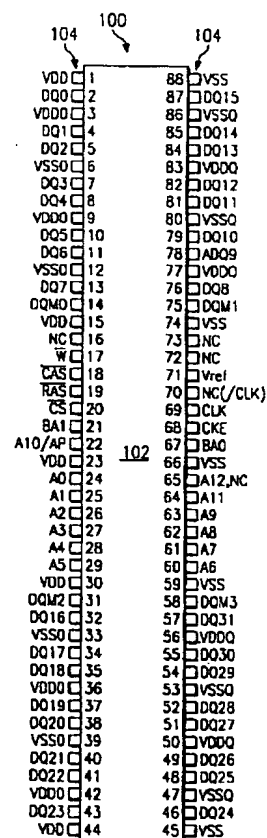 100
104 104
VDD 1 88 VSS
DQ0 2 87 DQ15
VDDQ 3 86 VSSQ
DQ1 4 85 DQ14
DQ2 5 84 DQ13
VSSQ 6 83 VDDQ
DQ3 7 82 DQ12
DQ4 8 81 DQ11
VDDQ 9 80 VSSQ
DQ5 10 79 DQ10
DQ6 11 78 ADQ9
VSSQ 12 77 VDDQ
DQ7 13 76 DQ8
DQM0 14 75 DQM1
VDD 15 74 VSS
NC 16 73 NC
W̅ 17 72 NC
C̅A̅S̅ 18 71 Vref
R̅A̅S̅ 19 70 NC(/CLK)
C̅S̅ 20 69 CLK
BA1 21 68 CKE
A10/AP 22 67 BA0
VDD 23 102 66 VSS
A0 24 65 A12,NC
A1 25 64 A11
A2 26 63 A9
A3 27 62 A8
A4 28 61 A7
A5 29 60 A6
VDD 30 59 VSS
DQM2 31 58 DQM3
DQ16 32 57 DQ31
VSSQ 33 56 VDDQ
DQ17 34 55 DQ30
DQ18 35 54 DQ29
VDDQ 36 53 VSSQ
DQ19 37 52 DQ28
DQ20 38 51 DQ27
VSSQ 39 50 VDDQ
DQ21 40 49 DQ26
DQ22 41 48 DQ25
VDDQ 42 47 VSSQ
DQ23 43 46 DQ24
VDD 44 45 VSS